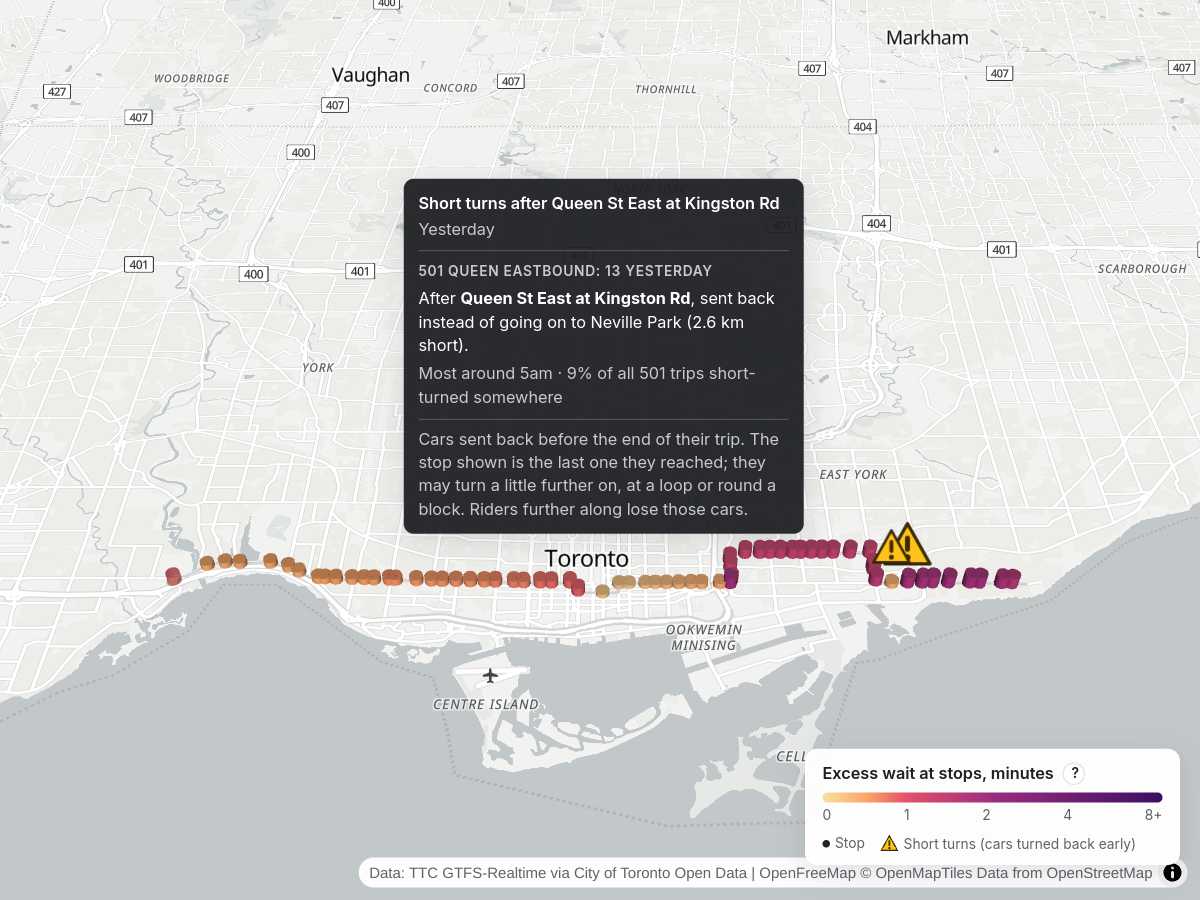 400
Markham
407
407
407
Vaughan
WOODBRIDGE
CONCORD
407
THORNHILL
427
407
407
404
400
NORTH YORK
Short turns after Queen St East at Kingston Rd
Yesterday
401
404
401
401
501 QUEEN EASTBOUND: 13 YESTERDAY
401
400
401
SCARBOROUGH
After Queen St East at Kingston Rd, sent back
instead of going on to Neville Park (2.6 km
short).
YORK
Most around 5am · 9% of all 501 trips short-
turned somewhere
Cars sent back before the end of their trip. The
stop shown is the last one they reached; they
may turn a little further on, at a loop or round a
block. Riders further along lose those cars.
EAST YORK
Toronto
OOKWEMIN
MINISING
CENTRE ISLAND
CELL
Excess wait at stops, minutes ?
0 1 2 4 8+
Stop Short turns (cars turned back early)
Data: TTC GTFS-Realtime via City of Toronto Open Data | OpenFreeMap © OpenMapTiles Data from OpenStreetMap